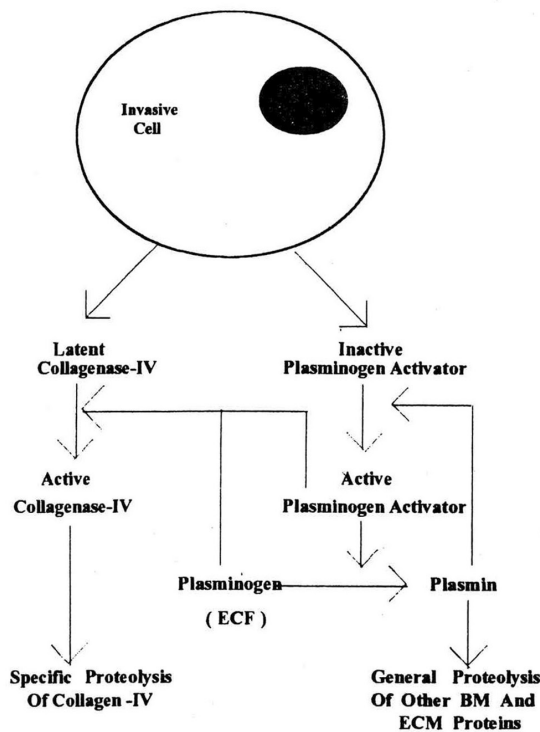 Invasive
Cell
Latent
Collagenase-IV
Inactive
Plasminogen Activator
Active
Collagenase-IV
Active
Plasminogen Activator
Plasminogen
( ECF )
Plasmin
Specific Proteolysis
Of Collagen -IV
General Proteolysis
Of Other BM And
ECM Proteins